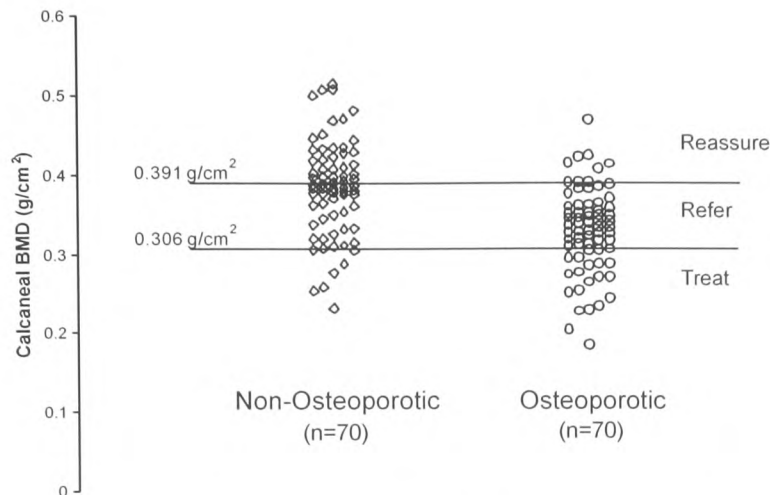 0.6
0.5
0.4
0.3
0.2
0.1
0
Calcaneal BMD (g/cm²)
0.391 g/cm²
0.306 g/cm²
Reassure
Refer
Treat
Non-Osteoporotic
(n=70)
Osteoporotic
(n=70)